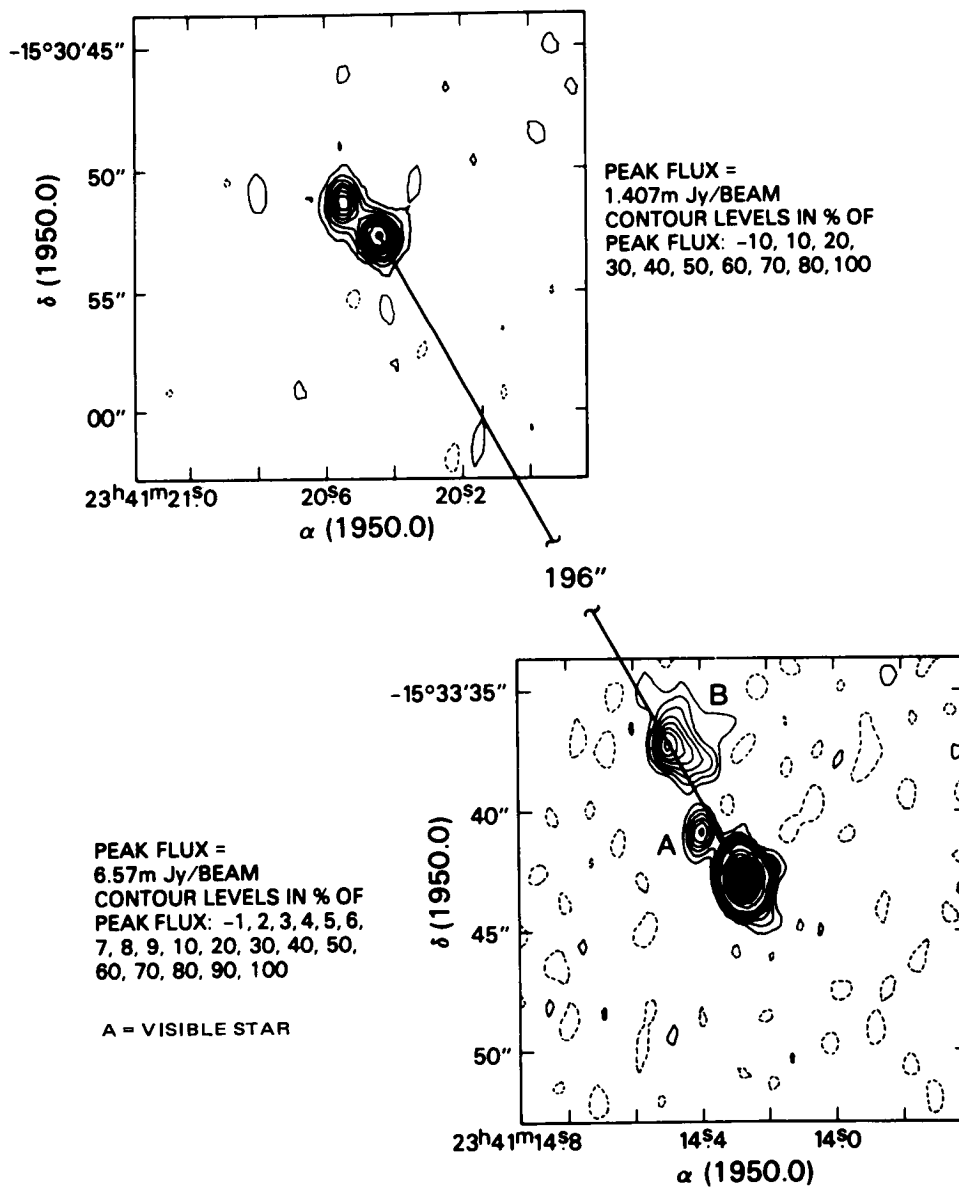 -15°30'45"
50"
55"
00"
δ (1950.0)
23ʰ41ᵐ21ˢ.0
20ˢ.6
20ˢ.2
α (1950.0)
PEAK FLUX =
1.407m Jy/BEAM
CONTOUR LEVELS IN % OF
PEAK FLUX: -10, 10, 20,
30, 40, 50, 60, 70, 80, 100
196"
-15°33'35"
40"
45"
50"
δ (1950.0)
B
A
23ʰ41ᵐ14ˢ.8
14ˢ.4
14ˢ.0
α (1950.0)
PEAK FLUX =
6.57m Jy/BEAM
CONTOUR LEVELS IN % OF
PEAK FLUX: -1, 2, 3, 4, 5, 6,
7, 8, 9, 10, 20, 30, 40, 50,
60, 70, 80, 90, 100
A = VISIBLE STAR